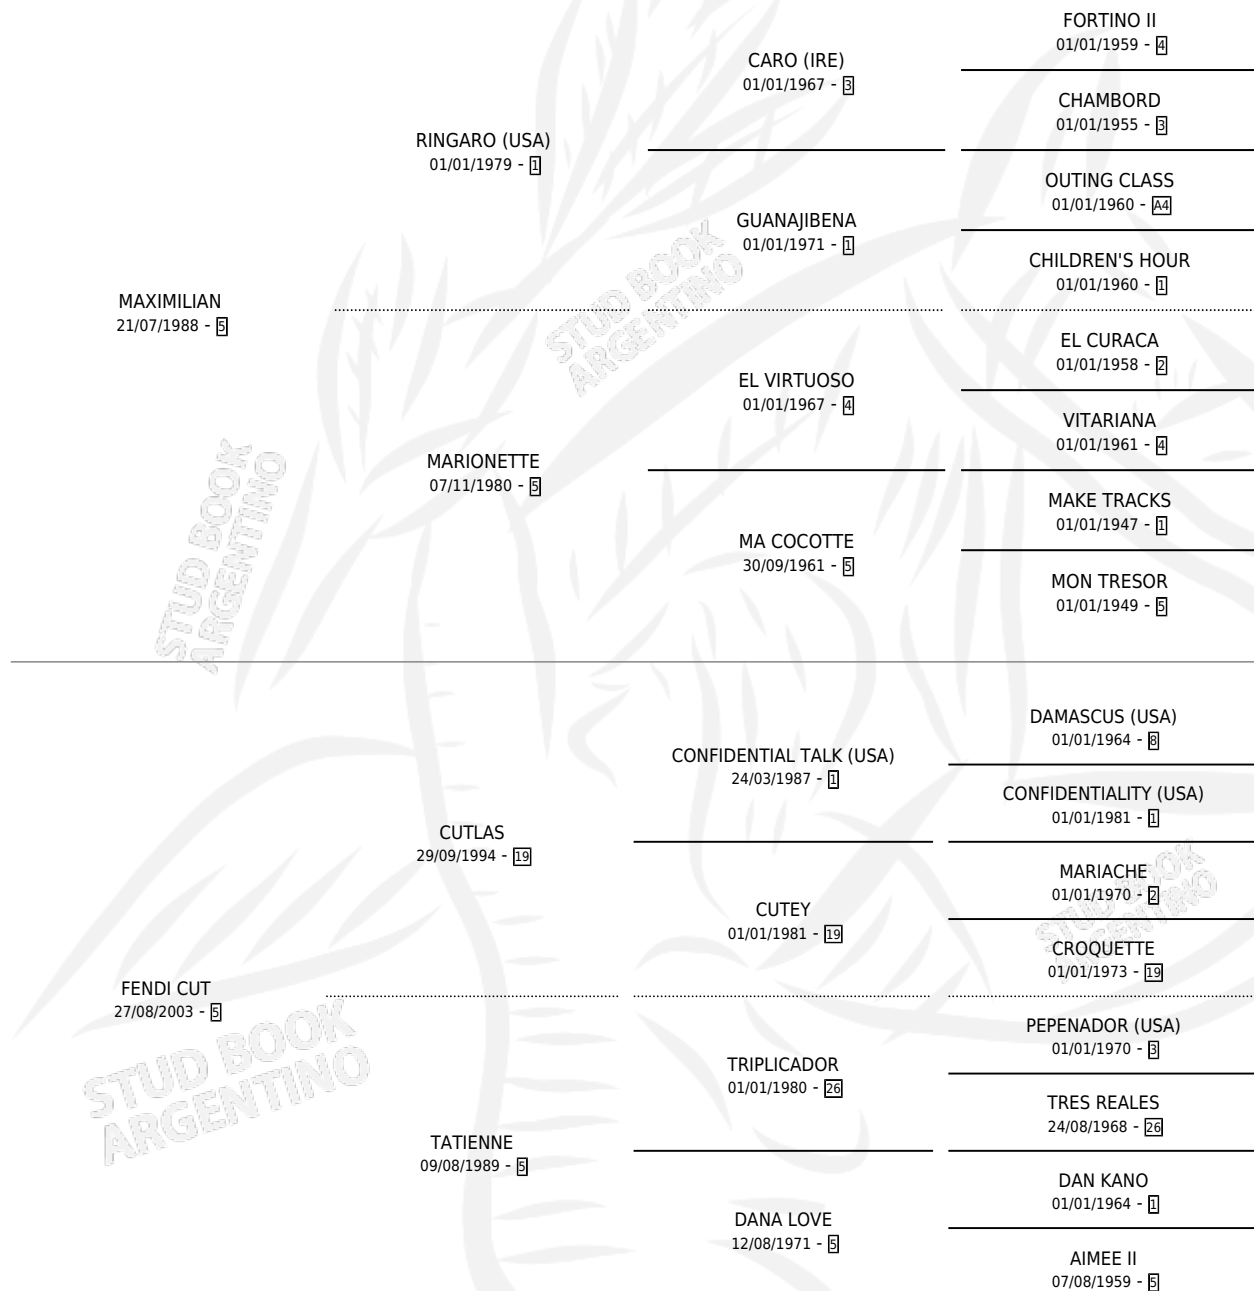 FORTINO II
01/01/1959 - 4
CARO (IRE)
01/01/1967 - 3
CHAMBORD
01/01/1955 - 3
RINGARO (USA)
01/01/1979 - 1
OUTING CLASS
01/01/1960 - A4
GUANAJIBENA
01/01/1971 - 1
CHILDREN'S HOUR
01/01/1960 - 1
MAXIMILIAN
21/07/1988 - 5
EL CURACA
01/01/1958 - 2
EL VIRTUOSO
01/01/1967 - 4
VITARIANA
01/01/1961 - 4
MARIONETTE
07/11/1980 - 5
MAKE TRACKS
01/01/1947 - 1
MA COCOTTE
30/09/1961 - 5
MON TRESOR
01/01/1949 - 5
DAMASCUS (USA)
01/01/1964 - 8
CONFIDENTIAL TALK (USA)
24/03/1987 - 1
CONFIDENTIALITY (USA)
01/01/1981 - 1
CUTLAS
29/09/1994 - 19
MARIACHE
01/01/1970 - 2
CUTEY
01/01/1981 - 19
CROQUETTE
01/01/1973 - 19
FENDI CUT
27/08/2003 - 5
PEPENADOR (USA)
01/01/1970 - 3
TRIPLICADOR
01/01/1980 - 26
TRES REALES
24/08/1968 - 26
TATIENNE
09/08/1989 - 5
DAN KANO
01/01/1964 - 1
DANA LOVE
12/08/1971 - 5
AIMEE II
07/08/1959 - 5
STUD BOOK
ARGENTINO
STUD BOOK
ARGENTINO
STUD BOOK
ARGENTINO
STUD BOOK
ARGENTINO